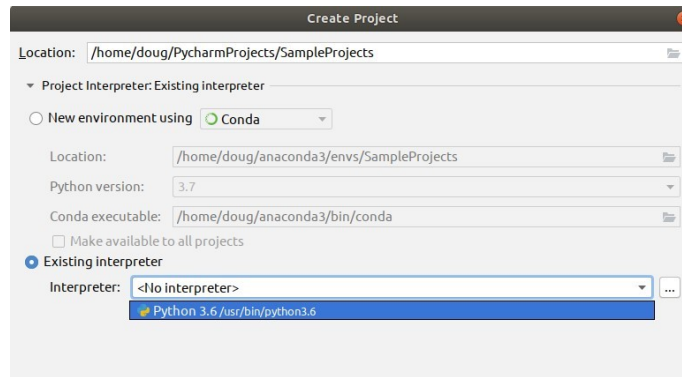 Create Project
Location: /home/doug/PycharmProjects/SampleProjects
Project Interpreter: Existing interpreter
New environment using Conda
Location: /home/doug/anaconda3/envs/SampleProjects
Python version: 3.7
Conda executable: /home/doug/anaconda3/bin/conda
Make available to all projects
Existing interpreter
Interpreter: <No interpreter> ...
Python 3.6 /usr/bin/python3.6